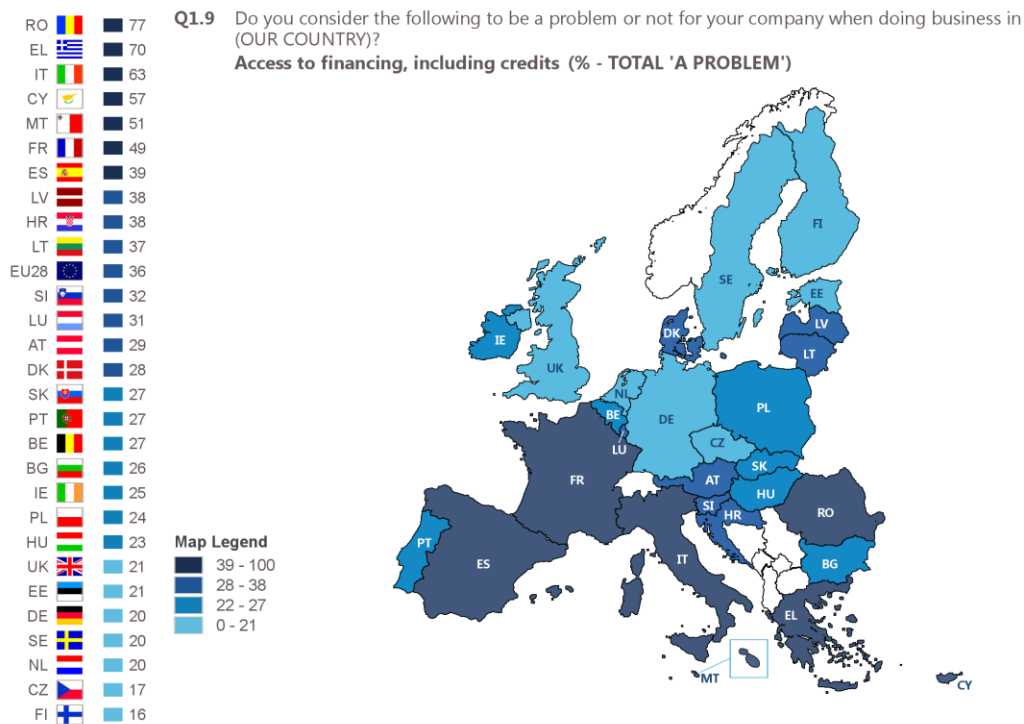 Q1.9 Do you consider the following to be a problem or not for your company when doing business in
(OUR COUNTRY)?
Access to financing, including credits (% - TOTAL 'A PROBLEM')
RO 77
EL 70
IT 63
CY 57
MT 51
FR 49
ES 39
LV 38
HR 38
LT 37
EU28 36
SI 32
LU 31
AT 29
DK 28
SK 27
PT 27
BE 27
BG 26
IE 25
PL 24
HU 23
UK 21
EE 21
DE 20
SE 20
NL 20
CZ 17
FI 16
Map Legend
39 - 100
28 - 38
22 - 27
0 - 21
FI
SE
EE
LV
DK
IE
LT
UK
NL
PL
BE
DE
CZ
LU
SK
FR
AT
HU
SI
RO
HR
PT
IT
ES
BG
EL
MT
CY